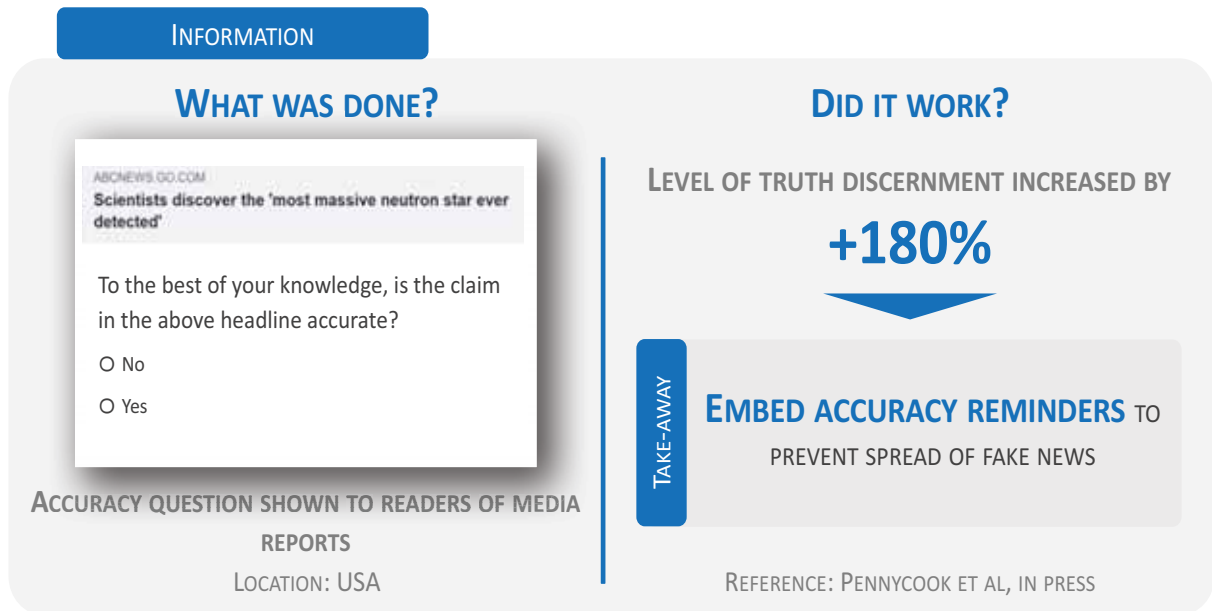 INFORMATION
WHAT WAS DONE?
ABCNEWS.GO.COM
Scientists discover the 'most massive neutron star ever
detected'
To the best of your knowledge, is the claim
in the above headline accurate?
No
Yes
ACCURACY QUESTION SHOWN TO READERS OF MEDIA
REPORTS
LOCATION: USA
DID IT WORK?
LEVEL OF TRUTH DISCERNMENT INCREASED BY
+180%
TAKE-AWAY
EMBED ACCURACY REMINDERS TO
PREVENT SPREAD OF FAKE NEWS
REFERENCE: PENNYCOOK ET AL, IN PRESS